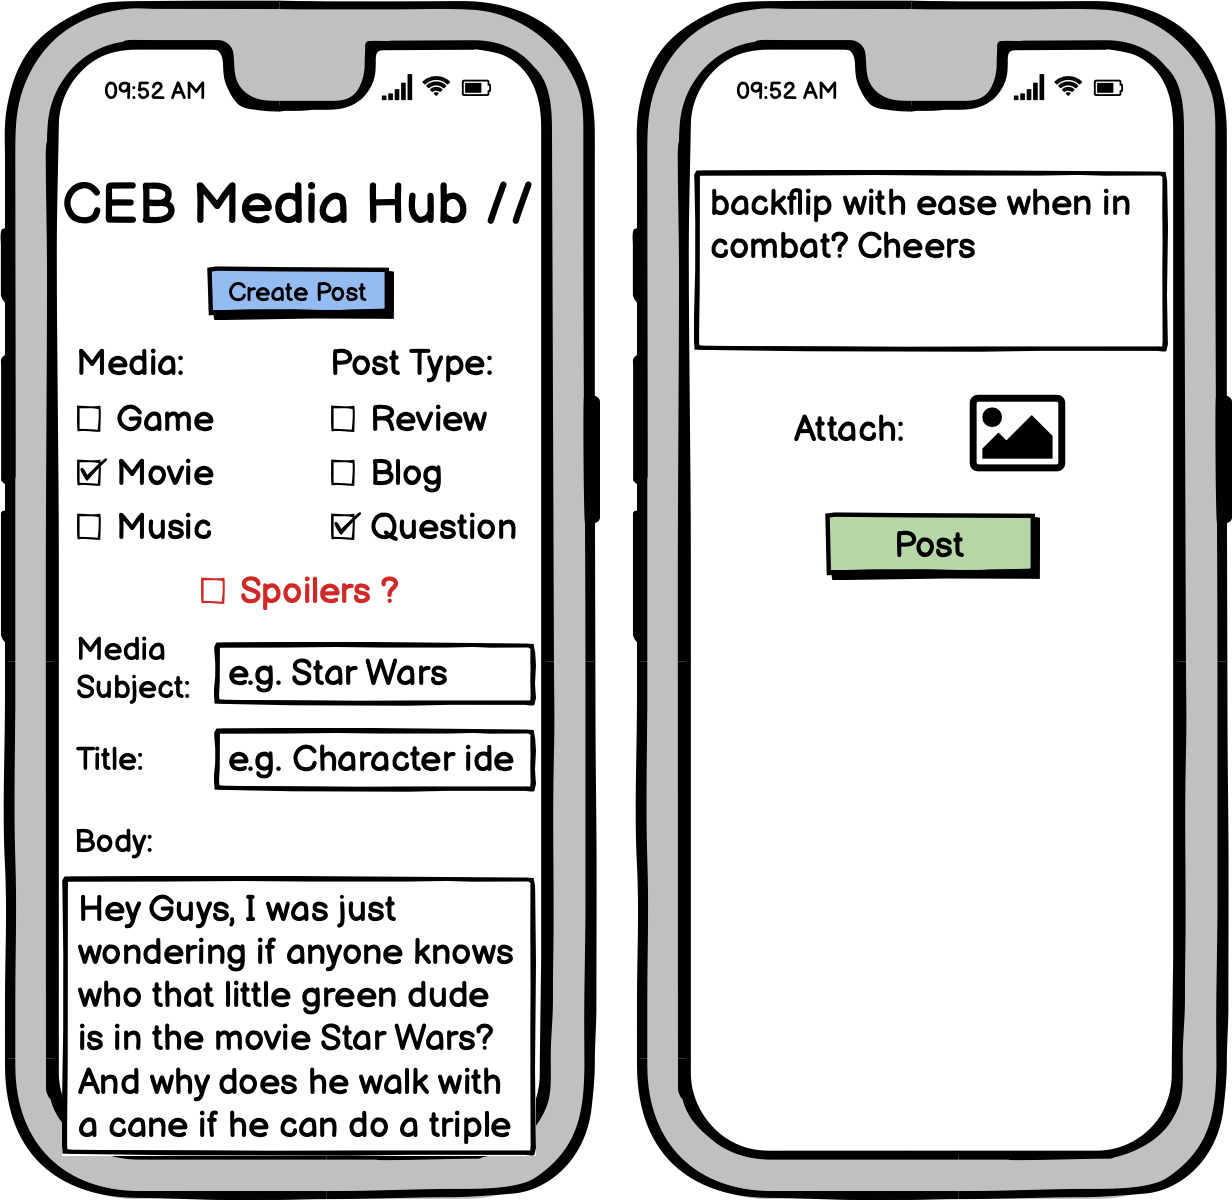 09:52 AM
CEB Media Hub //
Create Post
Media:
Post Type:
Game
Review
Movie
Blog
Music
Question
Spoilers ?
Media
Subject:
e.g. Star Wars
Title:
e.g. Character ide
Body:
Hey Guys, I was just
wondering if anyone knows
who that little green dude
is in the movie Star Wars?
And why does he walk with
a cane if he can do a triple
09:52 AM
backflip with ease when in
combat? Cheers
Attach:
Post